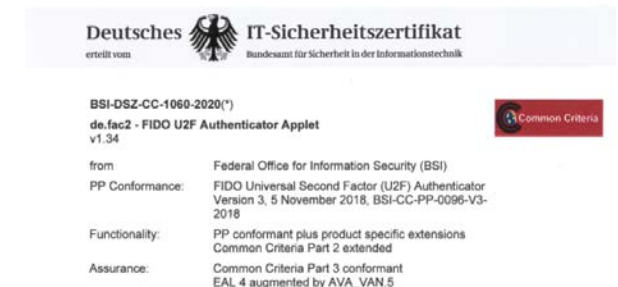 Deutsches IT-Sicherheitszertifikat
erteilt vom Bundesamt für Sicherheit in der Informationstechnik
BSI-DSZ-CC-1060-2020(*)
Common Criteria
de.fac2 - FIDO U2F Authenticator Applet
v1.34
from Federal Office for Information Security (BSI)
PP Conformance: FIDO Universal Second Factor (U2F) Authenticator
Version 3, 5 November 2018, BSI-CC-PP-0096-V3-
2018
Functionality: PP conformant plus product specific extensions
Common Criteria Part 2 extended
Assurance: Common Criteria Part 3 conformant
EAL 4 augmented by AVA_VAN.5